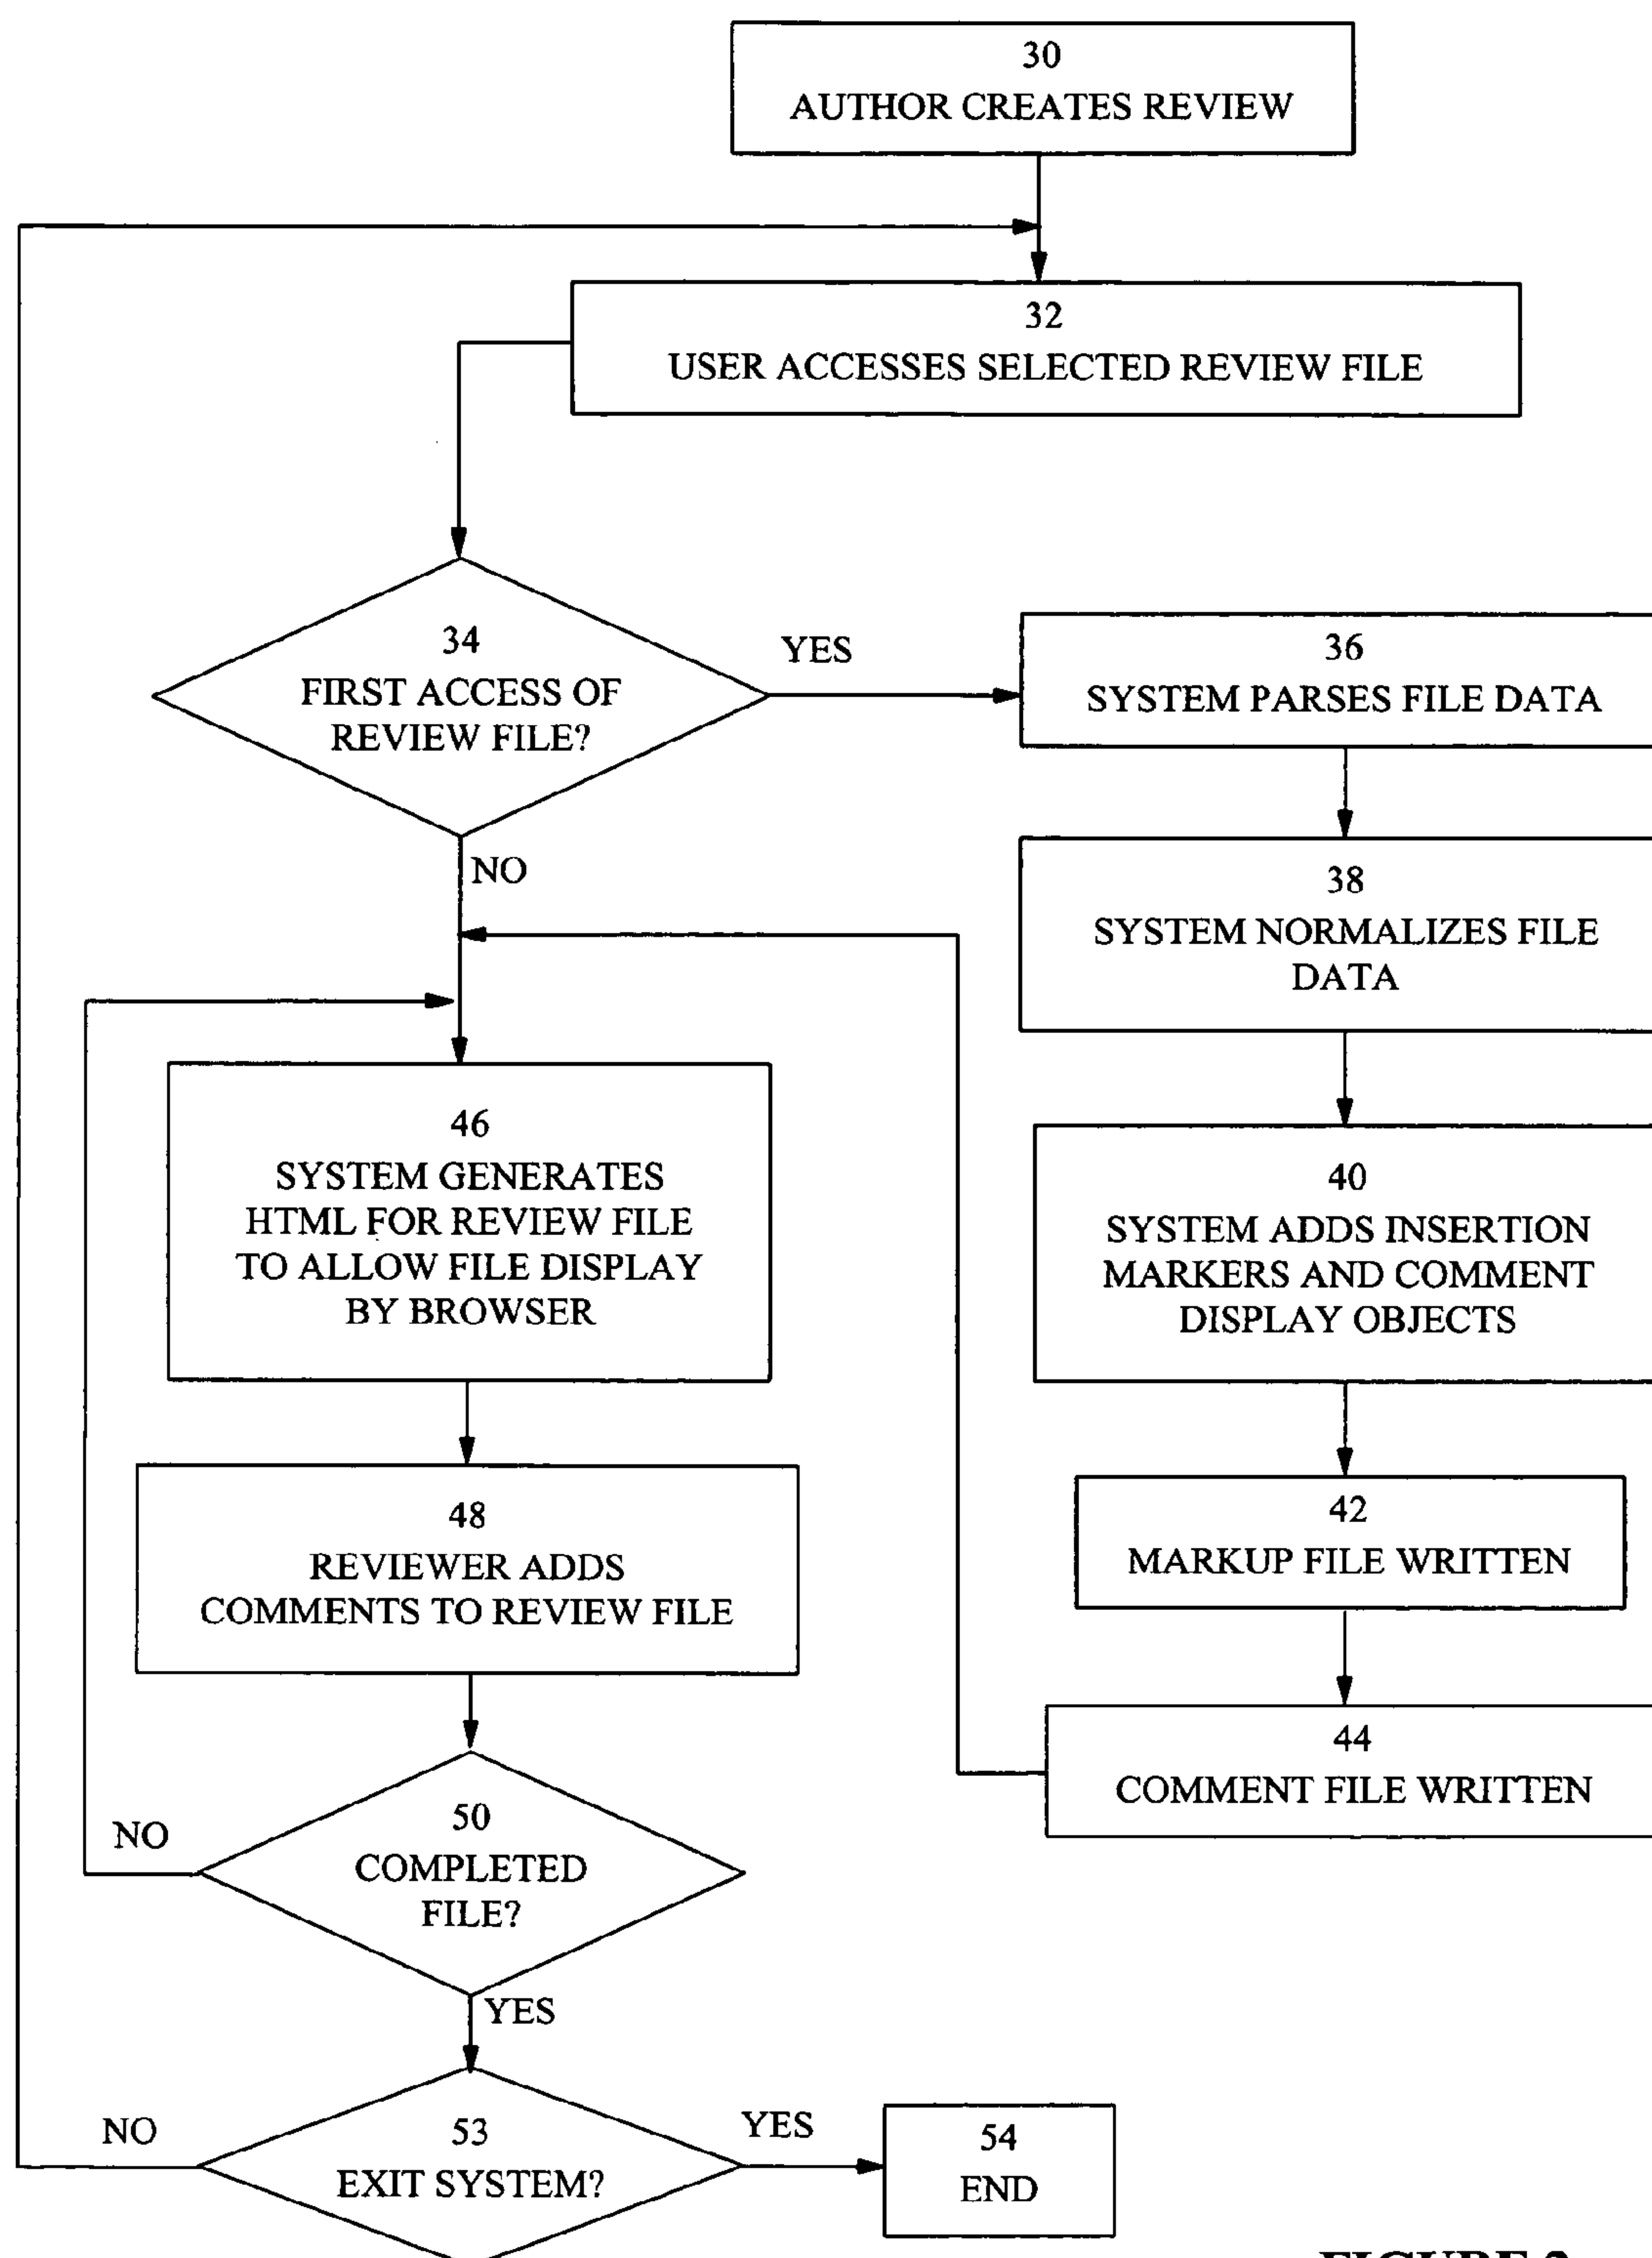 30
AUTHOR CREATES REVIEW
32
USER ACCESSES SELECTED REVIEW FILE
34
FIRST ACCESS OF
REVIEW FILE?
YES
36
SYSTEM PARSES FILE DATA
NO
38
SYSTEM NORMALIZES FILE
DATA
46
SYSTEM GENERATES
HTML FOR REVIEW FILE
TO ALLOW FILE DISPLAY
BY BROWSER
40
SYSTEM ADDS INSERTION
MARKERS AND COMMENT
DISPLAY OBJECTS
48
REVIEWER ADDS
COMMENTS TO REVIEW FILE
42
MARKUP FILE WRITTEN
44
COMMENT FILE WRITTEN
NO
50
COMPLETED
FILE?
YES
NO
53
EXIT SYSTEM?
YES
54
END